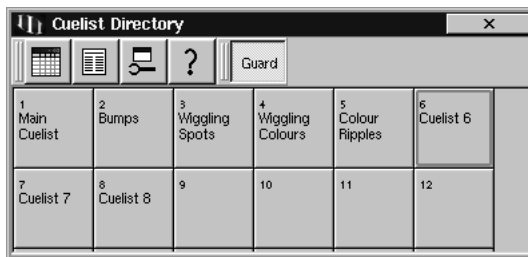 Cuelist Directory
?
Guard
1
Main
Cuelist
2
Bumps
3
Wiggling
Spots
4
Wiggling
Colours
5
Colour
Ripples
6
Cuelist 6
7
Cuelist 7
8
Cuelist 8
9
10
11
12